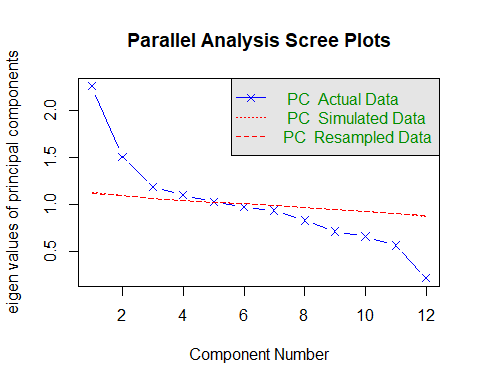 Parallel Analysis Scree Plots
eigen values of principal components
2.0
1.5
1.0
0.5
PC Actual Data
PC Simulated Data
PC Resampled Data
2 4 6 8 10 12
Component Number